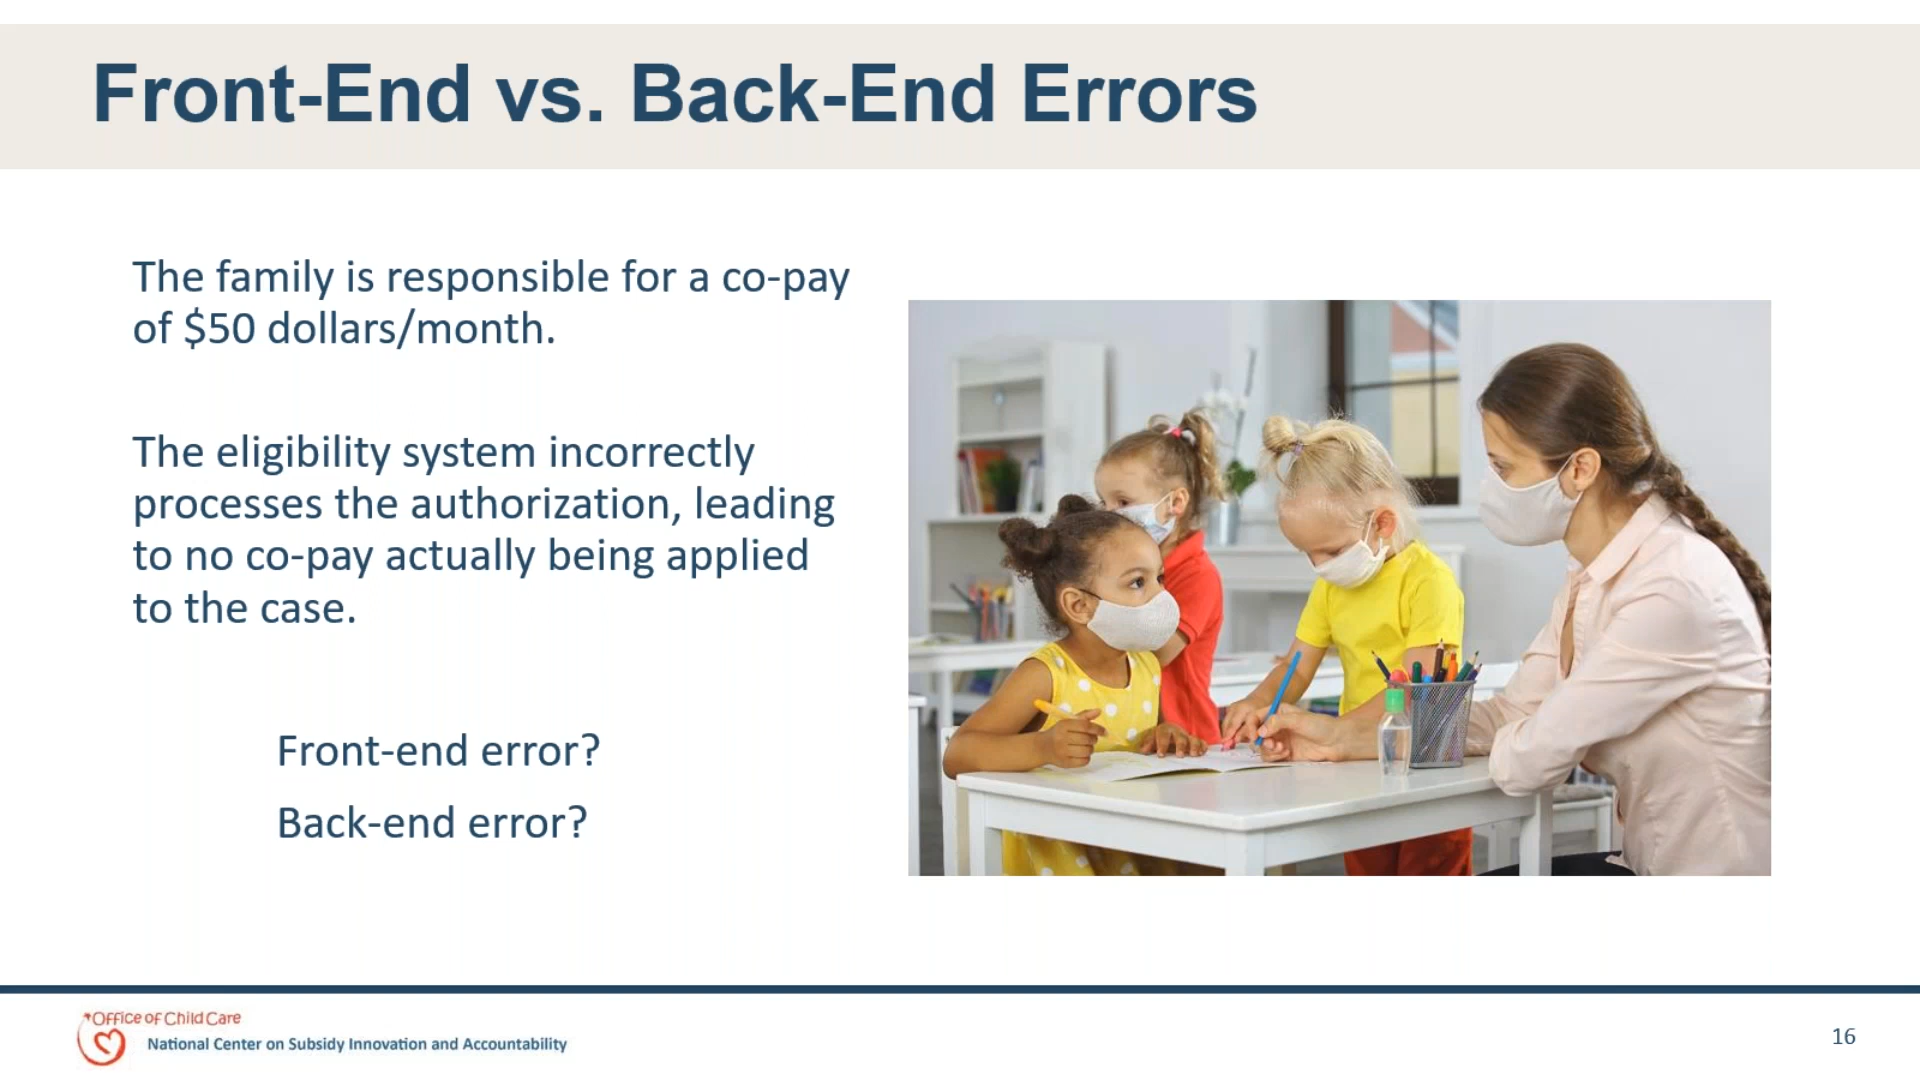 Front-End vs. Back-End Errors
The family is responsible for a co-pay
of $50 dollars/month.
The eligibility system incorrectly
processes the authorization, leading
to no co-pay actually being applied
to the case.
Front-end error?
Back-end error?
Office of Child Care
National Center on Subsidy Innovation and Accountability
16